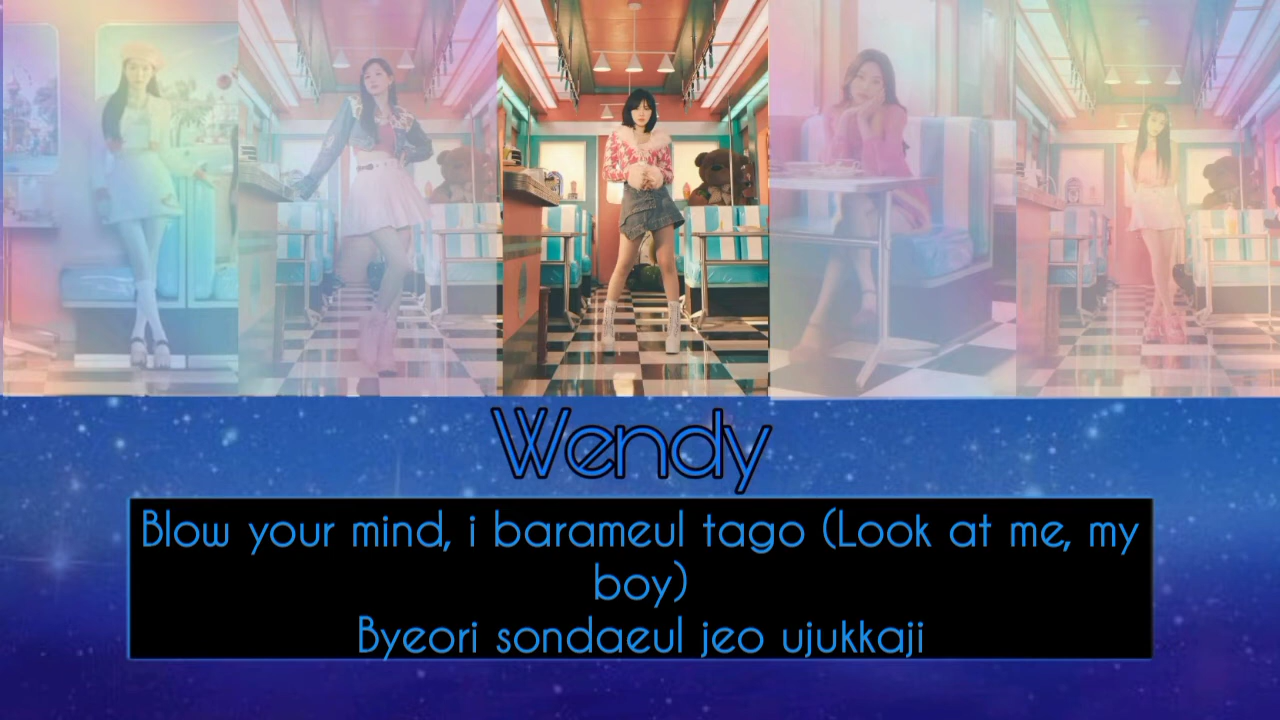 Wendy
Blow your mind, i barameul tago (Look at me, my
boy)
Byeori sondaeul jeo ujukkaji